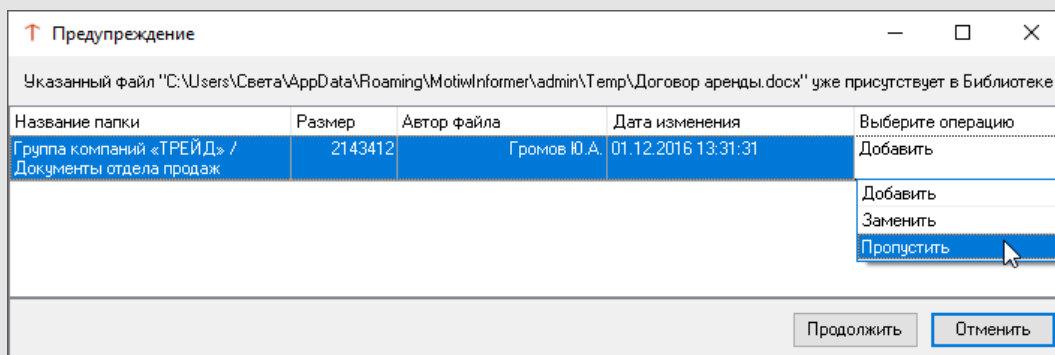 Предупреждение
Указанный файл "C:\Users\Света\AppData\Roaming\MotiwInformer\admin\Temp\Договор аренды.docx" уже присутствует в Библиотеке
Название папки Размер Автор файла Дата изменения Выберите операцию
Группа компаний «ТРЕЙД» / 2143412 Громов Ю.А. 01.12.2016 13:31:31 Добавить
Документы отдела продаж
Добавить
Заменить
Пропустить
Продолжить Отменить